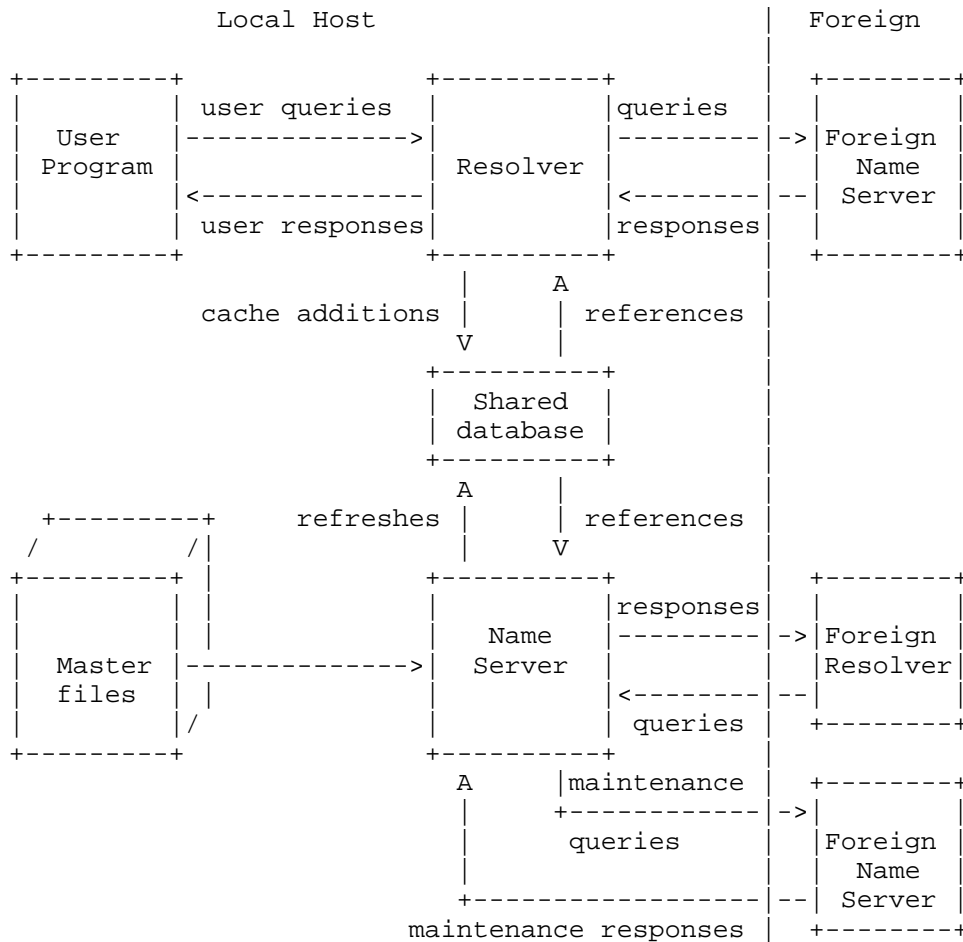 Local Host | Foreign
|
+---------+ +----------+ | +--------+
| | user queries | |queries | | |
| User |-------------->| |---------|->|Foreign |
| Program | | Resolver | | | Name |
| |<--------------| |<--------|--| Server |
| | user responses| |responses| | |
+---------+ +----------+ | +--------+
| A |
cache additions | | references |
V | |
+----------+ |
| Shared | |
| database | |
+----------+ |
A | |
+---------+ refreshes | | references |
/ /| | V |
+---------+ | +----------+ | +--------+
| | | | |responses| | |
| | | | Name |---------|->|Foreign |
| Master |-------------->| Server | | |Resolver|
| files | | | |<--------|--| |
| |/ | | queries | +--------+
+---------+ +----------+ |
A |maintenance | +--------+
| +------------|->| |
| queries | |Foreign |
| | | Name |
+------------------|--| Server |
maintenance responses | +--------+